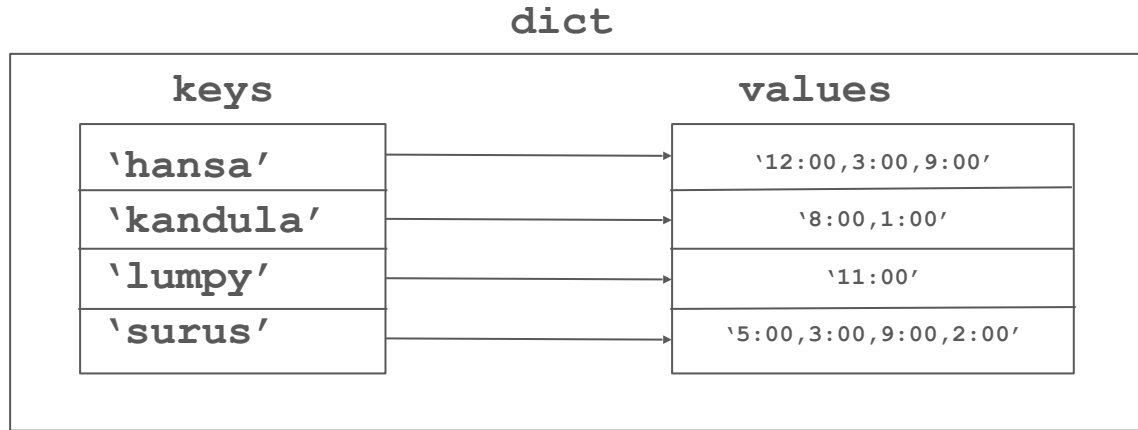 dict
keys values
‘hansa’ ‘12:00,3:00,9:00’
‘kandula’ ‘8:00,1:00’
‘lumpy’ ‘11:00’
‘surus’ ‘5:00,3:00,9:00,2:00’